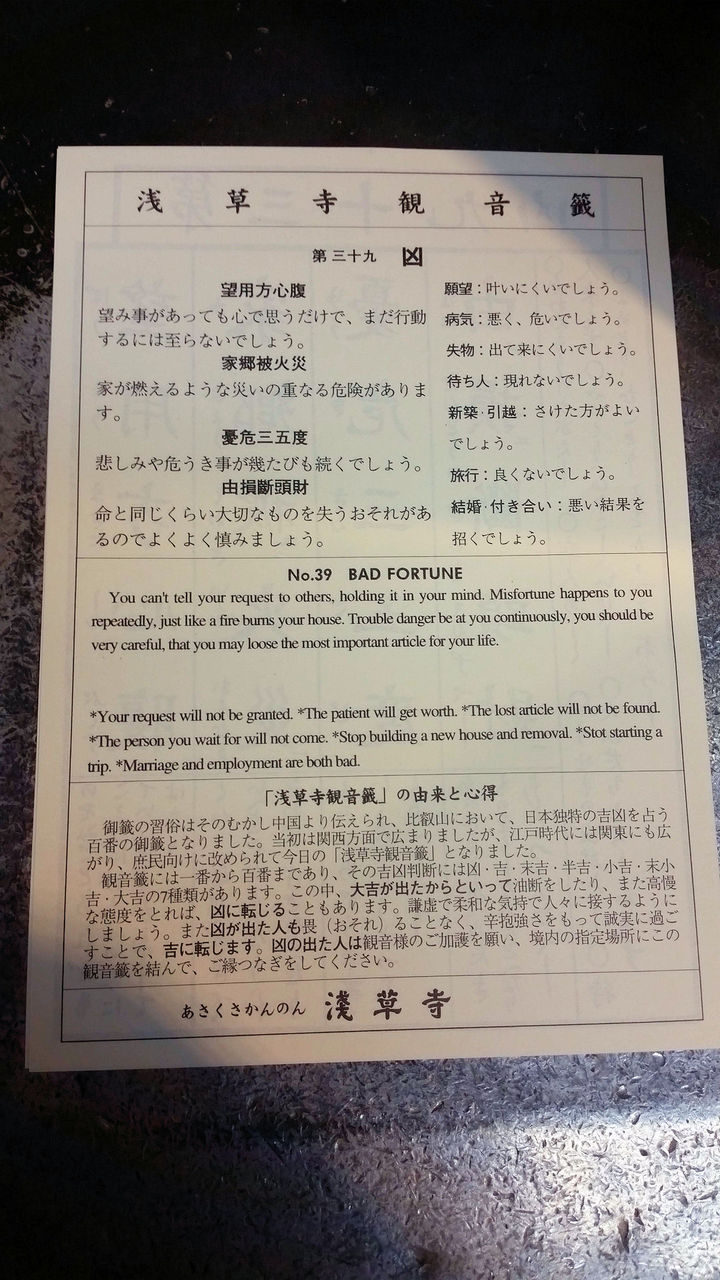 浅草寺観音籤
第三十九 凶
望用方心腹
望み事があっても心で思うだけで、まだ行動
するには至らないでしょう。
家郷被火災
家が燃えるような災いの重なる危険がありま
す。
憂危三五度
悲しみや危うき事が幾たびも続くでしょう。
由損斷頭財
命と同じくらい大切なものを失うおそれがあ
るのでよくよく慎みましょう。
願望：叶いにくいでしょう。
病気：悪く、危いでしょう。
失物：出て来にくいでしょう。
待ち人：現れないでしょう。
新築·引越：さけた方がよい
でしょう。
旅行：良くないでしょう。
結婚·付き合い：悪い結果を
招くでしょう。
No.39 BAD FORTUNE
You can't tell your request to others, holding it in your mind. Misfortune happens to you
repeatedly, just like a fire burns your house. Trouble danger be at you continuously, you should be
very careful, that you may loose the most important article for your life.
*Your request will not be granted. *The patient will get worth. *The lost article will not be found.
*The person you wait for will not come. *Stop building a new house and removal. *Stot starting a
trip. *Marriage and employment are both bad.
「浅草寺観音籤」の由来と心得
御籤の習俗はそのむかし中国より伝えられ、比叡山において、日本独特の吉凶を占う
百番の御籤となりました。当初は関西方面で広まりましたが、江戸時代には関東にも広
がり、庶民向けに改められて今日の「浅草寺観音籤」となりました。
観音籤には一番から百番まであり、その吉凶判断には凶·吉·末吉·半吉·小吉·末小
吉·大吉の7種類があります。この中、大吉が出たからといって油断をしたり、また高慢
な態度をとれば、凶に転じることもあります。謙虚で柔和な気持で人々に接するように
しましょう。また凶が出た人も畏（おそれ）ることなく、辛抱強さをもって誠実に過ご
すことで、吉に転じます。凶の出た人は観音様のご加護を願い、境内の指定場所にこの
観音籤を結んで、ご縁つなぎをしてください。
あさくさかんのん 淺草寺